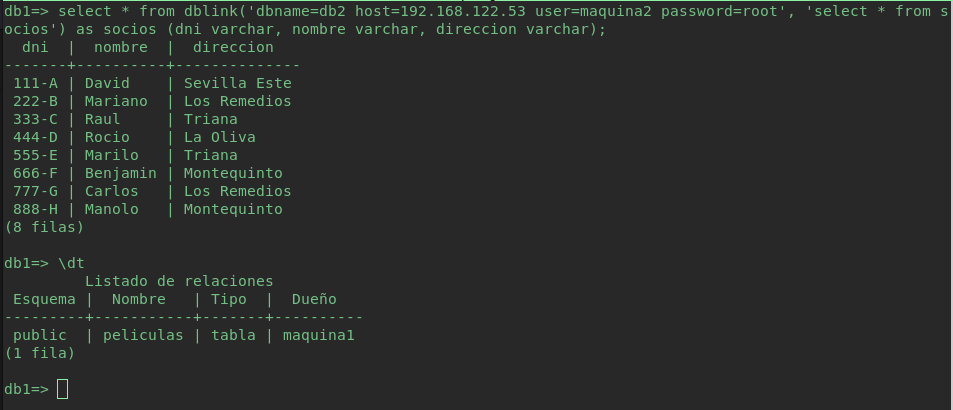 db1=> select * from dblink('dbname=db2 host=192.168.122.53 user=maquina2 password=root', 'select * from s
ocios') as socios (dni varchar, nombre varchar, direccion varchar);
  dni  |  nombre  |  direccion
-------+----------+--------------
 111-A | David    | Sevilla Este
 222-B | Mariano  | Los Remedios
 333-C | Raul     | Triana
 444-D | Rocio    | La Oliva
 555-E | Marilo   | Triana
 666-F | Benjamin | Montequinto
 777-G | Carlos   | Los Remedios
 888-H | Manolo   | Montequinto
(8 filas)

db1=> \dt
         Listado de relaciones
 Esquema |  Nombre   | Tipo  |  Dueño
---------+-----------+-------+----------
 public  | peliculas | tabla | maquina1
(1 fila)

db1=>